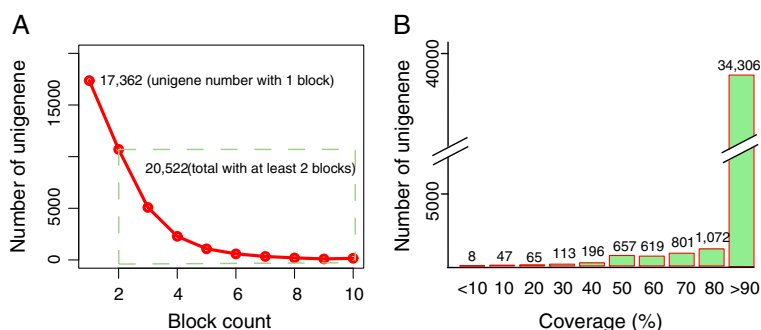 A
Number of unigenene
15000
5000
0
17,362 (unigene number with 1 block)
20,522(total with at least 2 blocks)
2 4 6 8 10
Block count
B
Number of unigenene
40000
5000
8 47 65 113 196 657 619 801 1,072 34,306
<10 10 20 30 40 50 60 70 80 >90
Coverage (%)